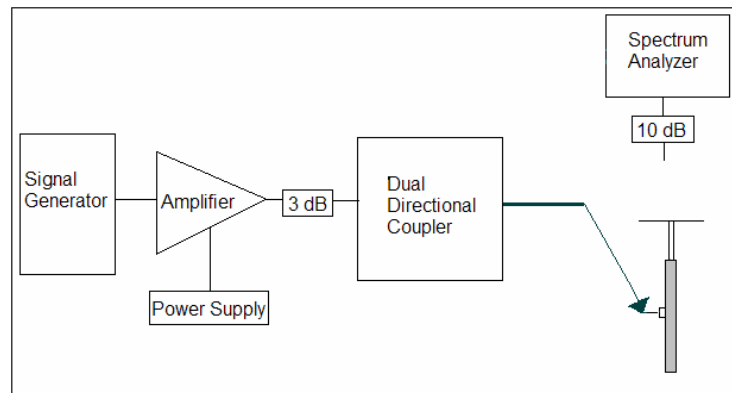 Spectrum
Analyzer
10 dB
Signal
Generator
Amplifier
3 dB
Dual
Directional
Coupler
Power Supply